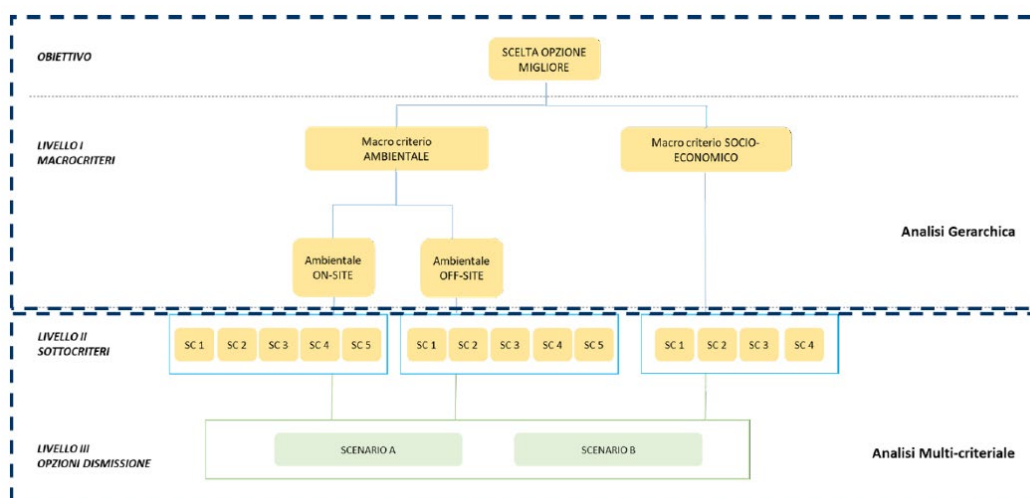 OBIETTIVO
SCELTA OPZIONE
MIGLIORE
LIVELLO I
MACROCRITERI
Macro criterio
AMBIENTALE
Macro criterio SOCIO-
ECONOMICO
Analisi Gerarchica
Ambientale
ON-SITE
Ambientale
OFF-SITE
LIVELLO II
SOTTOCRITERI
SC 1 SC 2 SC 3 SC 4 SC 5
SC 1 SC 2 SC 3 SC 4 SC 5
SC 1 SC 2 SC 3 SC 4
LIVELLO III
OPZIONI DISMISSIONE
SCENARIO A
SCENARIO B
Analisi Multi-criteriale